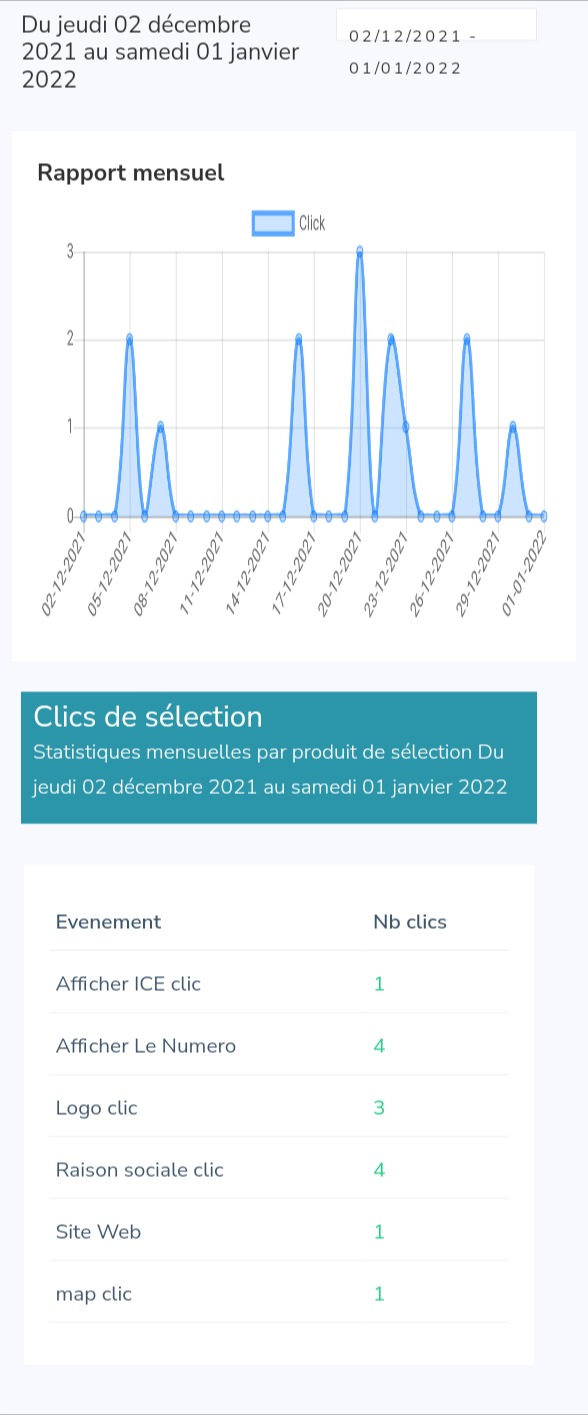 Du jeudi 02 décembre
2021 au samedi 01 janvier
2022
02/12/2021 -
01/01/2022
Rapport mensuel
Click
3
2
1
0
02-12-2021
05-12-2021
08-12-2021
11-12-2021
14-12-2021
17-12-2021
20-12-2021
23-12-2021
26-12-2021
29-12-2021
01-01-2022
Clics de sélection
Statistiques mensuelles par produit de sélection Du
jeudi 02 décembre 2021 au samedi 01 janvier 2022
Evenement Nb clics
Afficher ICE clic 1
Afficher Le Numero 4
Logo clic 3
Raison sociale clic 4
Site Web 1
map clic 1